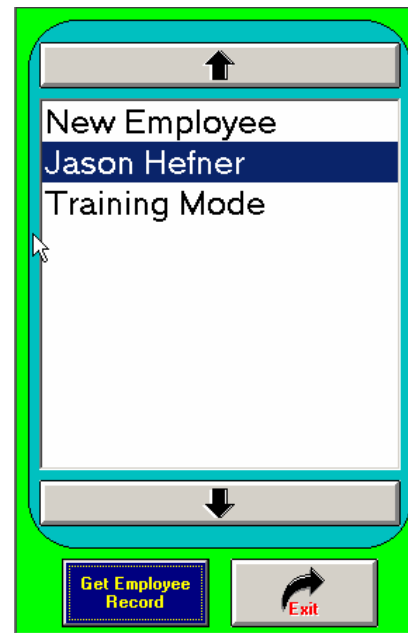 New Employee
Jason Hefner
Training Mode
Get Employee
Record
Exit